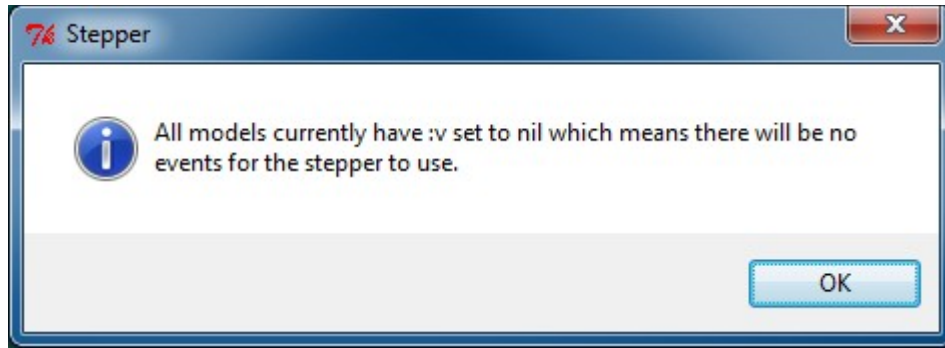 Stepper
All models currently have :v set to nil which means there will be no
events for the stepper to use.
OK